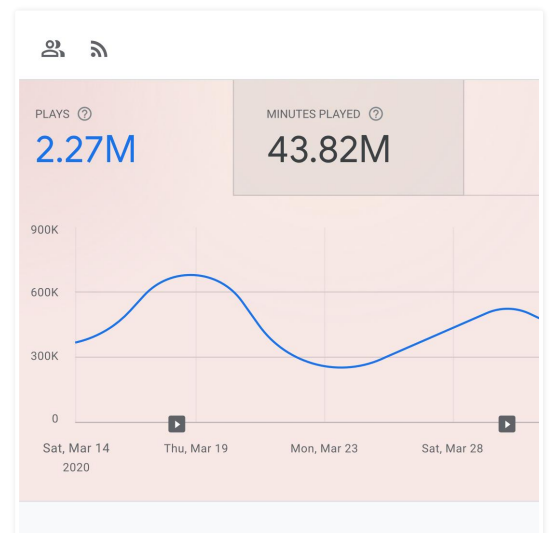 PLAYS ?
MINUTES PLAYED ?
2.27M
43.82M
900K
600K
300K
0
Sat, Mar 14
2020
Thu, Mar 19
Mon, Mar 23
Sat, Mar 28